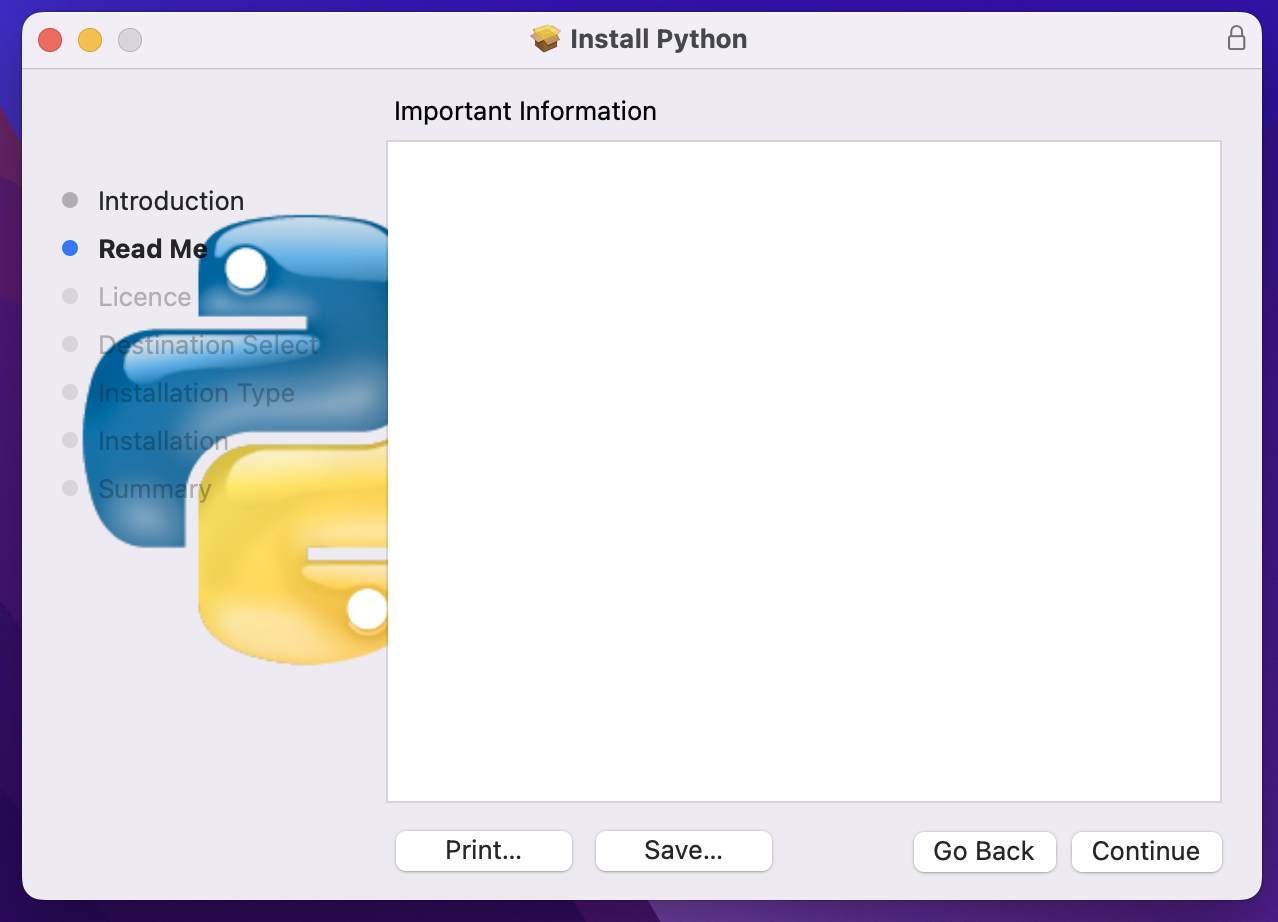 Install Python
Important Information
Introduction
Read Me
Licence
Destination Select
Installation Type
Installation
Summary
Print...
Save...
Go Back
Continue